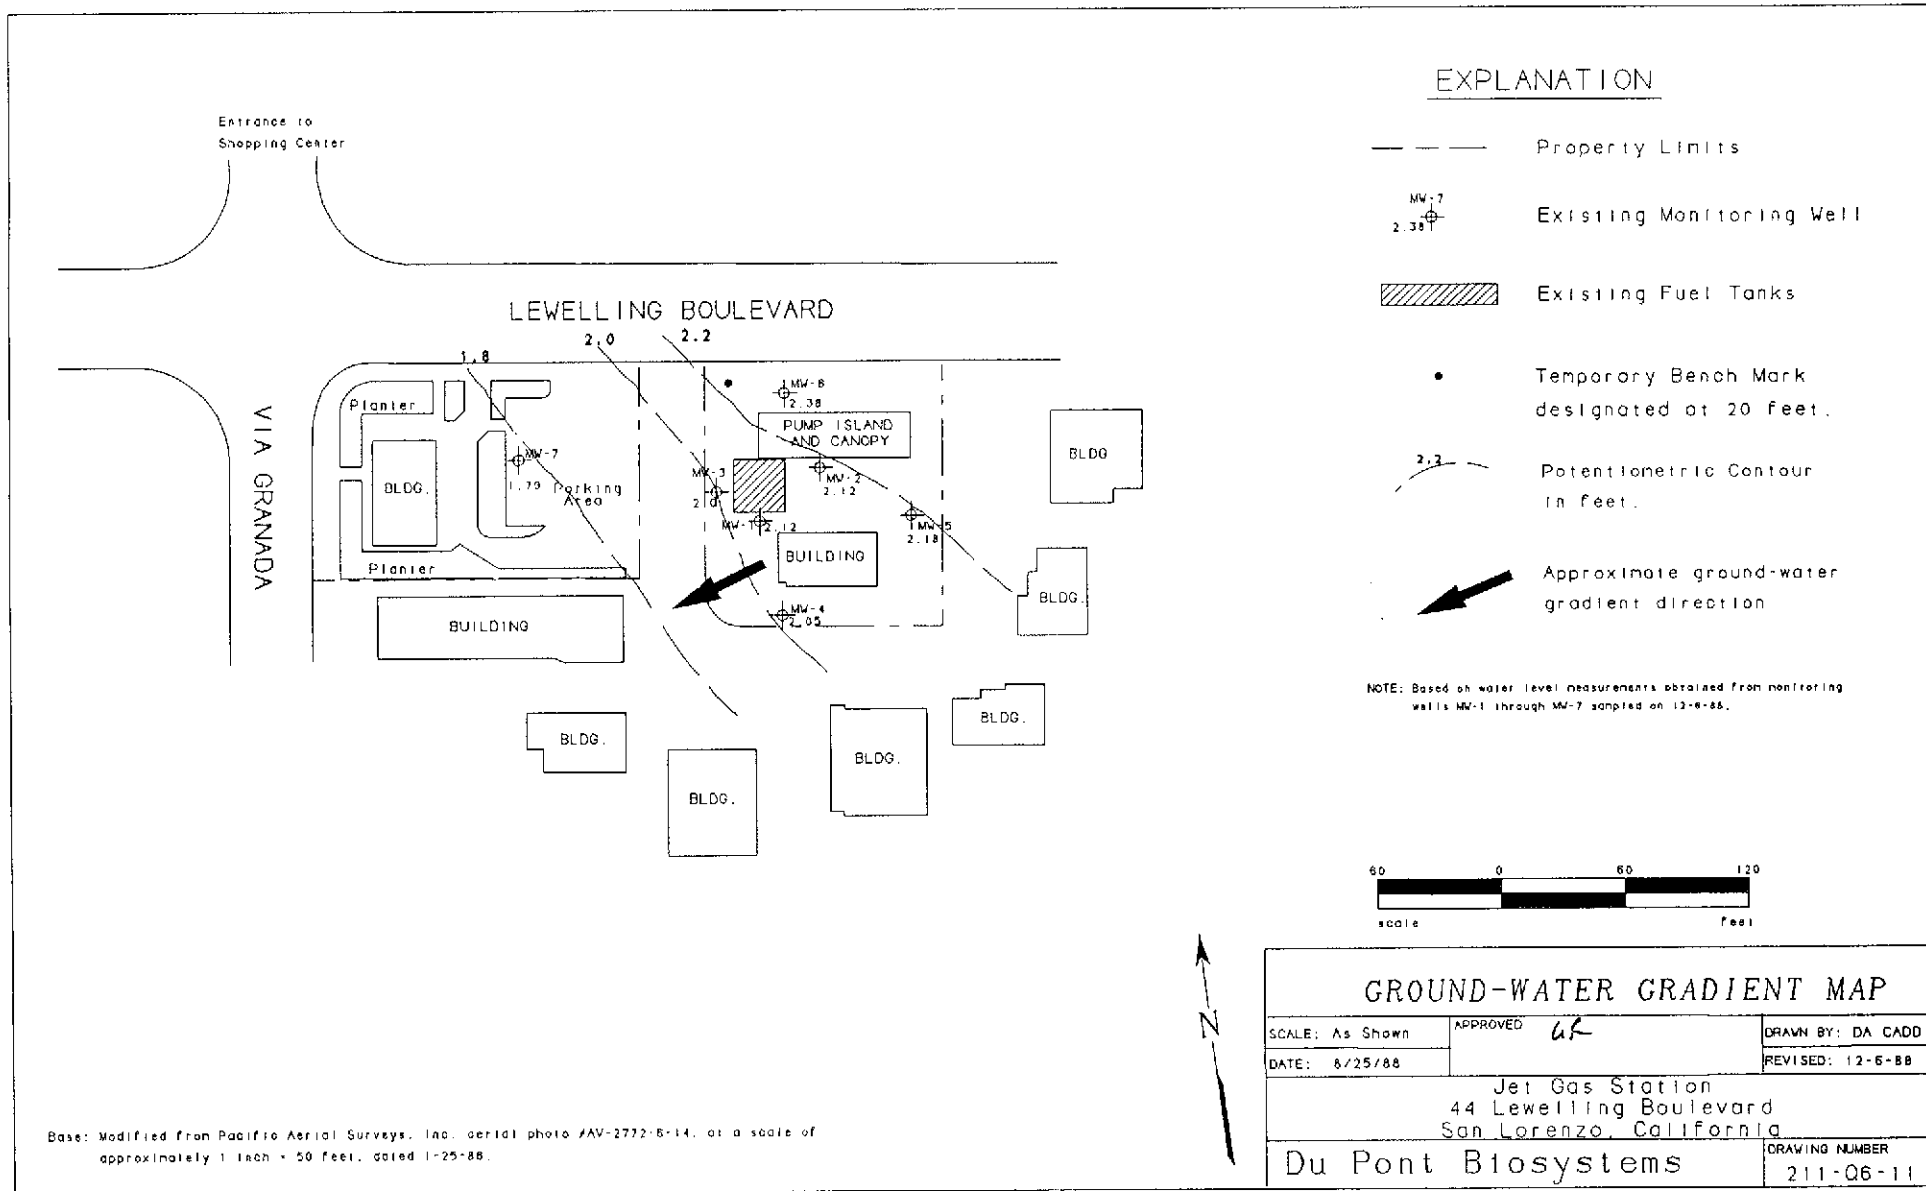 EXPLANATION
Entrance to
Shopping Center
Property Limits
MW-7
2.38
Existing Monitoring Well
Existing Fuel Tanks
LEWELLING BOULEVARD
1.8
2.0
2.2
Temporary Bench Mark
designated at 20 feet.
VIA GRANADA
Planter
BLDG.
MW-7
1.79
Parking
Area
Planter
BUILDING
MW-6
2.38
PUMP ISLAND
AND CANOPY
MW-3
MW-2
2.12
MW-1
2.12
MW-5
2.18
BUILDING
MW-4
2.05
BLDG
BLDG.
BLDG.
BLDG.
BLDG.
BLDG.
2.2
Potentiometric Contour
in feet.
Approximate ground-water
gradient direction
NOTE: Based on water level measurements obtained from monitoring
wells MW-1 through MW-7 sampled on 12-6-88.
60 0 60 120
scale feet
N
GROUND-WATER GRADIENT MAP
SCALE: As Shown
APPROVED
DRAWN BY: DA CADD
DATE: 8/25/88
REVISED: 12-6-88
Jet Gas Station
44 Lewelling Boulevard
San Lorenzo, California
Du Pont Biosystems
DRAWING NUMBER
211-06-11
Base: Modified from Pacific Aerial Surveys, Inc. aerial photo #AV-2772-6-14, at a scale of
approximately 1 inch = 50 feet, dated 1-25-86.